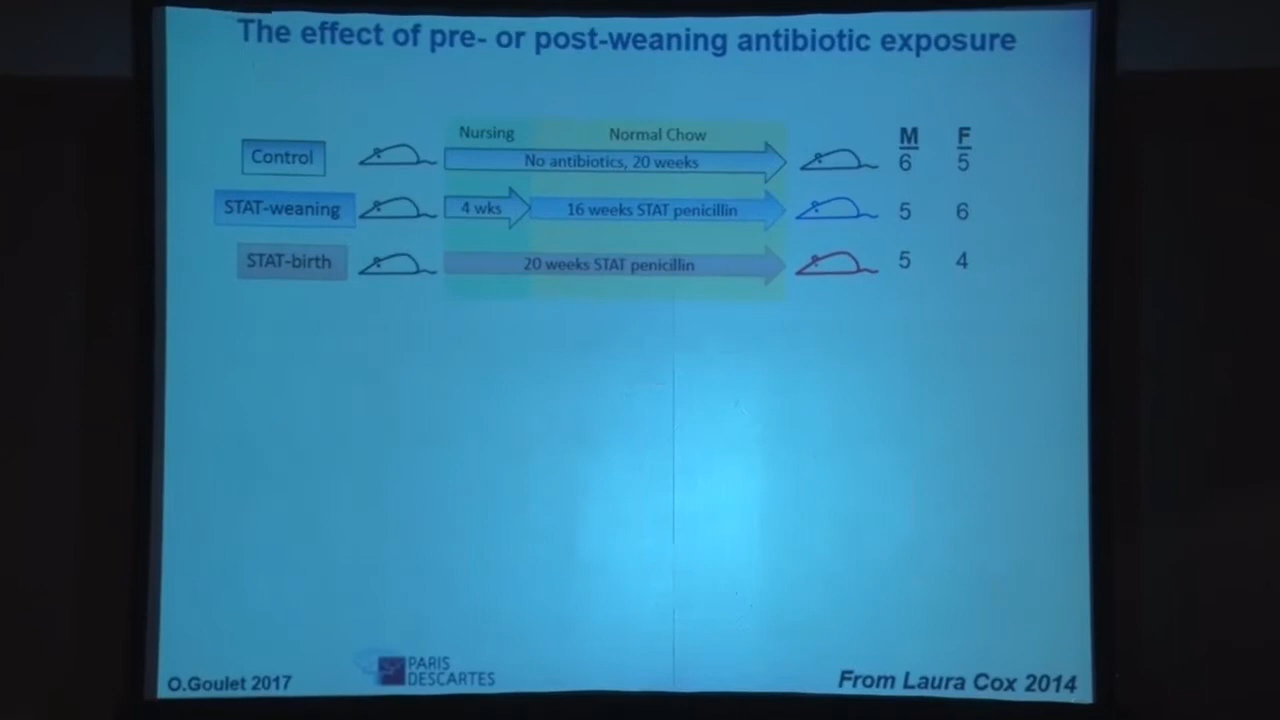 The effect of pre- or post-weaning antibiotic exposure
Nursing Normal Chow M F
Control No antibiotics, 20 weeks 6 5
STAT-weaning 4 wks 16 weeks STAT penicillin 5 6
STAT-birth 20 weeks STAT penicillin 5 4
O.Goulet 2017
PARIS
DESCARTES
From Laura Cox 2014